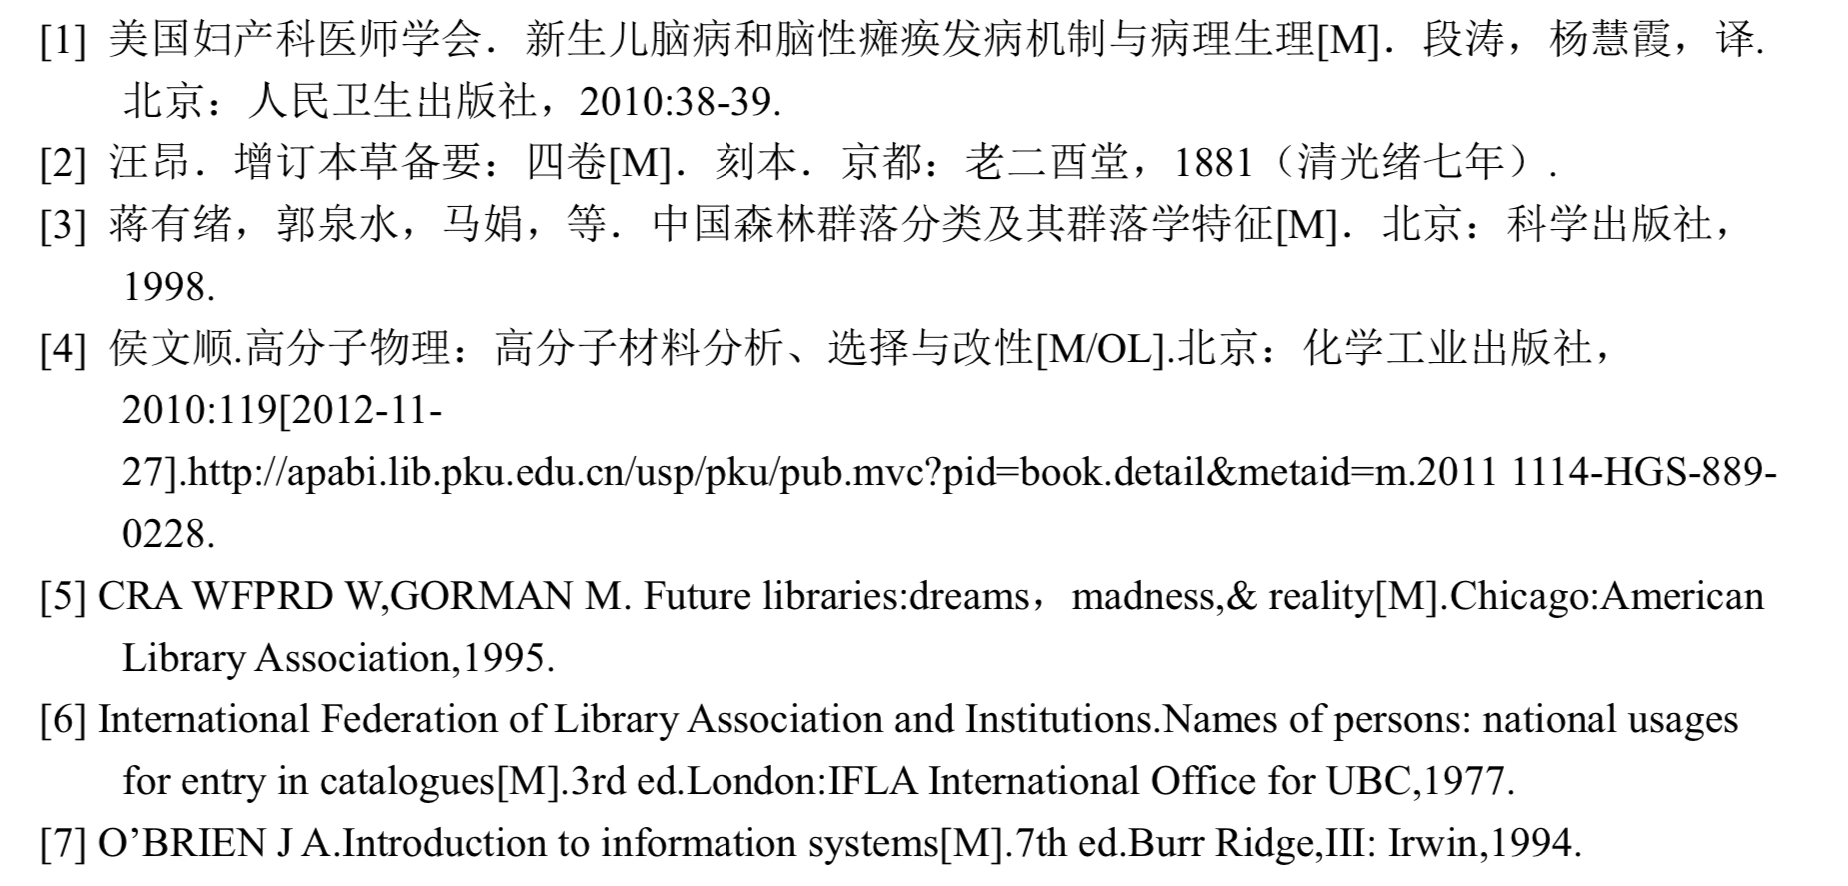 [1] 美国妇产科医师学会．新生儿脑病和脑性瘫痪发病机制与病理生理[M]．段涛，杨慧霞，译.
北京：人民卫生出版社，2010:38-39.
[2] 汪昂．增订本草备要：四卷[M]．刻本．京都：老二酉堂，1881（清光绪七年）.
[3] 蒋有绪，郭泉水，马娟，等．中国森林群落分类及其群落学特征[M]．北京：科学出版社，
1998.
[4] 侯文顺.高分子物理：高分子材料分析、选择与改性[M/OL].北京：化学工业出版社，
2010:119[2012-11-
27].http://apabi.lib.pku.edu.cn/usp/pku/pub.mvc?pid=book.detail&metaid=m.2011 1114-HGS-889-
0228.
[5] CRA WFPRD W,GORMAN M. Future libraries:dreams，madness,& reality[M].Chicago:American
Library Association,1995.
[6] International Federation of Library Association and Institutions.Names of persons: national usages
for entry in catalogues[M].3rd ed.London:IFLA International Office for UBC,1977.
[7] O’BRIEN J A.Introduction to information systems[M].7th ed.Burr Ridge,III: Irwin,1994.